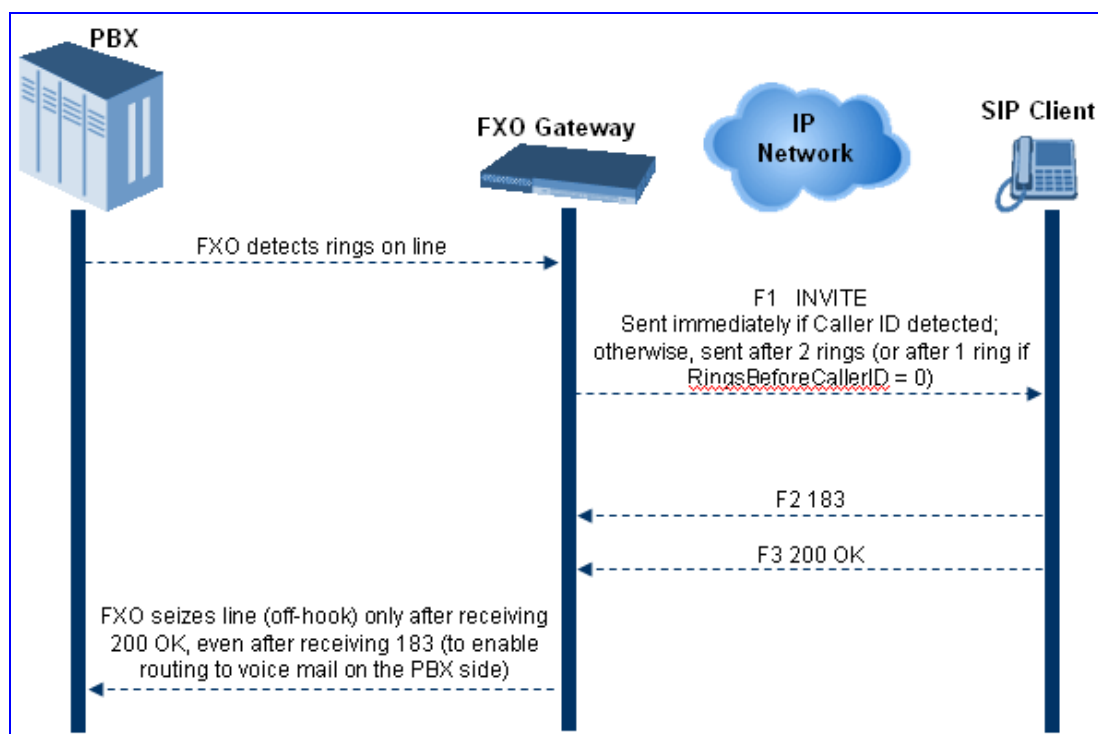 PBX
FXO Gateway
IP
Network
SIP Client
FXO detects rings on line
F1 INVITE
Sent immediately if Caller ID detected;
otherwise, sent after 2 rings (or after 1 ring if
RingsBeforeCallerID = 0)
F2 183
F3 200 OK
FXO seizes line (off-hook) only after receiving
200 OK, even after receiving 183 (to enable
routing to voice mail on the PBX side)